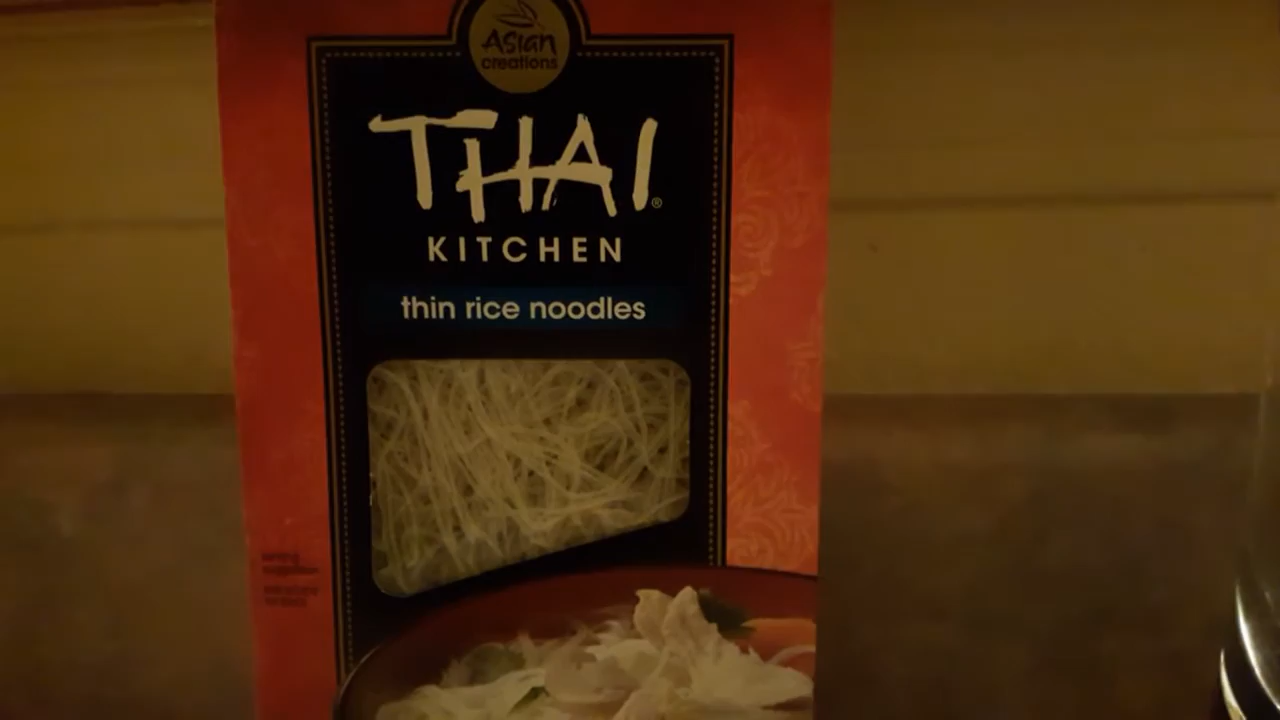 Asian
creations
THAI®
KITCHEN
thin rice noodles